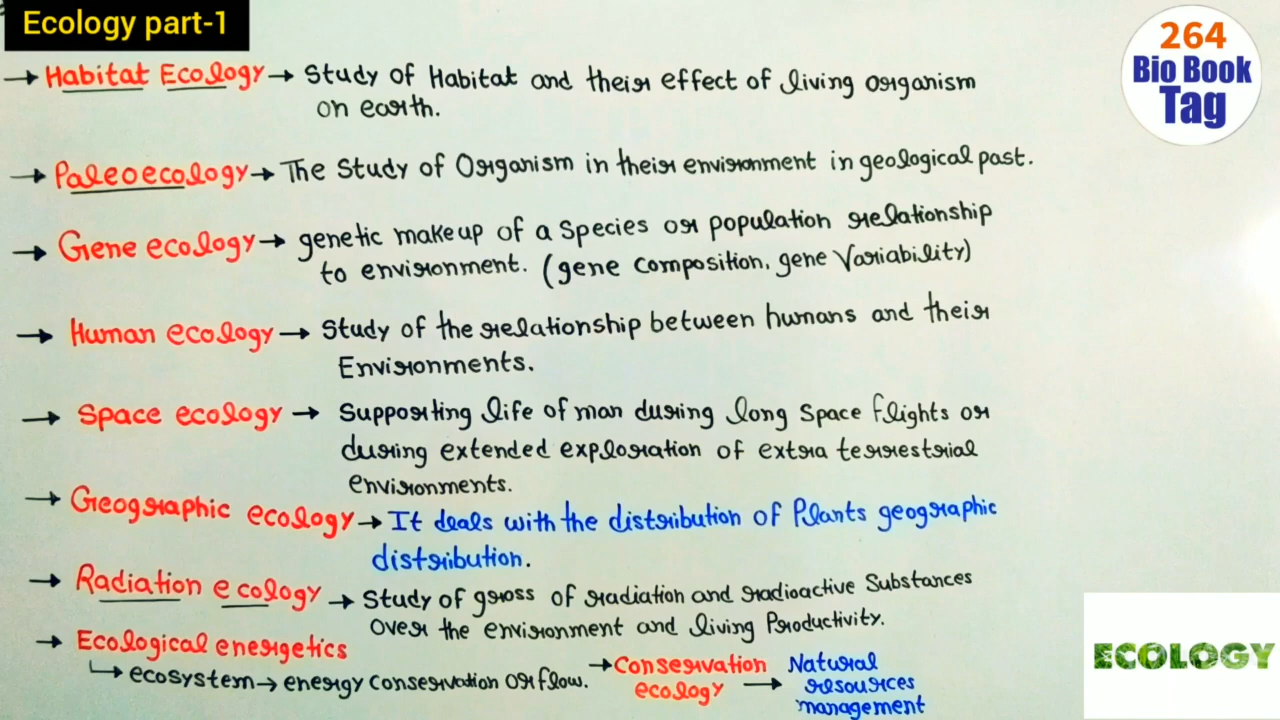 Ecology part-1
264
Bio Book
Tag
→ Habitat Ecology → Study of Habitat and their effect of living organism
on earth.
→ Paleoecology → The Study of Organism in their environment in geological past.
→ Gene ecology → genetic makeup of a Species or population relationship
to environment. (gene composition, gene Variability)
→ Human ecology → Study of the relationship between humans and their
Environments.
→ Space ecology → Supporting life of man during long Space flights or
during extended exploration of extra terrestrial
environments.
→ Geographic ecology → It deals with the distribution of Plants geographic
distribution.
→ Radiation ecology → Study of gross of radiation and radioactive Substances
over the environment and living Productivity.
→ Ecological energetics
↳ ecosystem → energy conservation or flow.
→ Conservation
ecology → Natural
resources
management
ECOLOGY